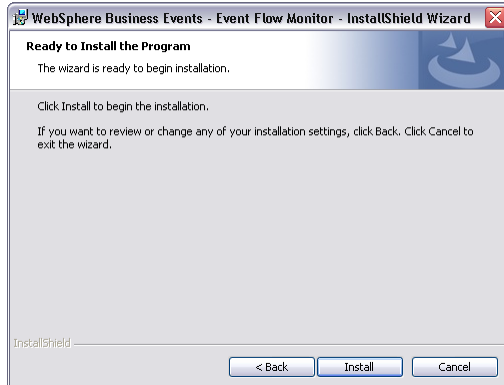 WebSphere Business Events - Event Flow Monitor - InstallShield Wizard
Ready to Install the Program
The wizard is ready to begin installation.
Click Install to begin the installation.
If you want to review or change any of your installation settings, click Back. Click Cancel to
exit the wizard.
InstallShield
< Back Install Cancel